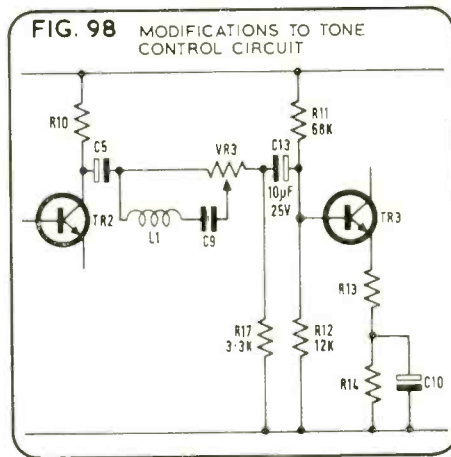 FIG. 98 MODIFICATIONS TO TONE
CONTROL CIRCUIT
R10
C5
VR3
R11
68K
C13
10µF
25V
TR2
L1
C9
TR3
R17
3·3K
R12
12K
R13
R14
C10